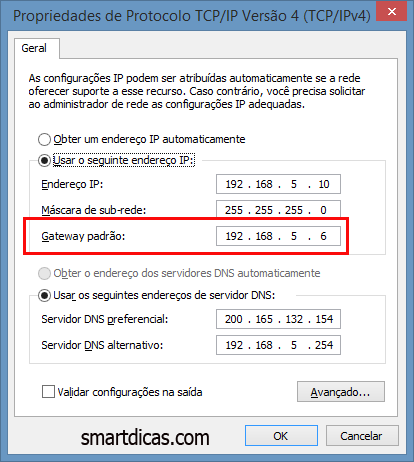 Propriedades de Protocolo TCP/IP Versão 4 (TCP/IPv4)
Geral
As configurações IP podem ser atribuídas automaticamente se a rede
oferecer suporte a esse recurso. Caso contrário, você precisa solicitar
ao administrador de rede as configurações IP adequadas.
Obter um endereço IP automaticamente
Usar o seguinte endereço IP:
Endereço IP: 192 . 168 . 5 . 10
Máscara de sub-rede: 255 . 255 . 255 . 0
Gateway padrão: 192 . 168 . 5 . 6
Obter o endereço dos servidores DNS automaticamente
Usar os seguintes endereços de servidor DNS:
Servidor DNS preferencial: 200 . 165 . 132 . 154
Servidor DNS alternativo: 192 . 168 . 5 . 254
Validar configurações na saída Avançado...
smartdicas.com OK Cancelar